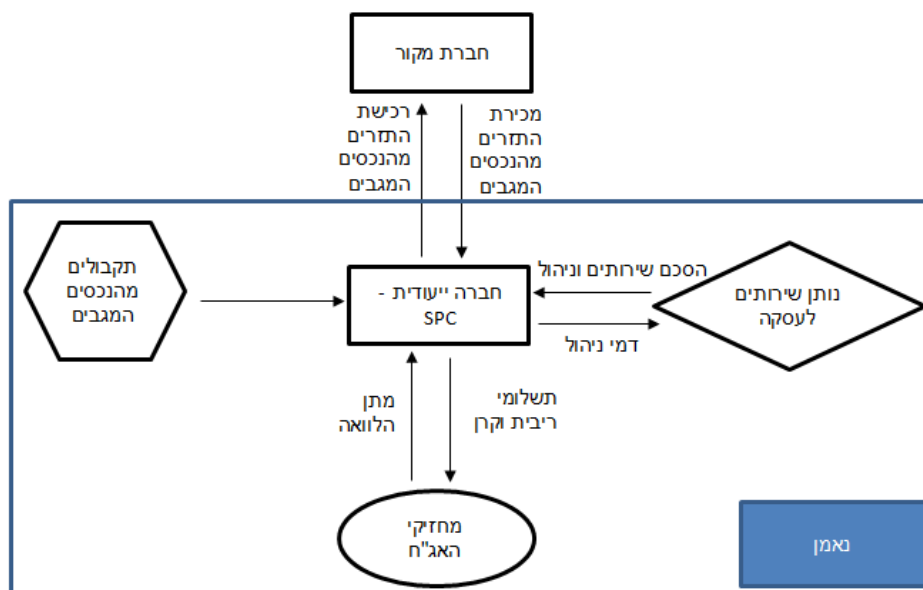 חברת מקור
רכישת
התזרים
מהנכסים
המגבים
מכירת
התזרים
מהנכסים
המגבים
תקבולים
מהנכסים
המגבים
חברה ייעודית -
SPC
הסכם שירותים וניהול
דמי ניהול
נותן שירותים
לעסקה
מתן
הלוואה
תשלומי
ריבית וקרן
מחזיקי
האג"ח
נאמן